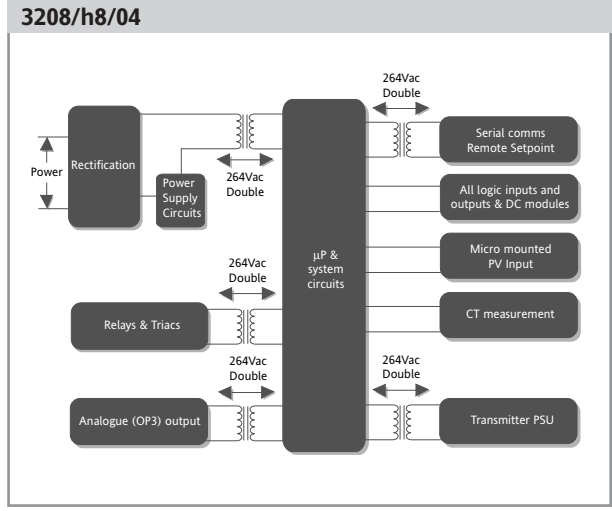 3208/h8/04
264Vac
Double
Rectification
Power
Power
Supply
Circuits
264Vac
Double
Serial comms
Remote Setpoint
All logic inputs and
outputs & DC modules
µP &
system
circuits
Micro mounted
PV Input
264Vac
Double
Relays & Triacs
CT measurement
264Vac
Double
Analogue (OP3) output
264Vac
Double
Transmitter PSU